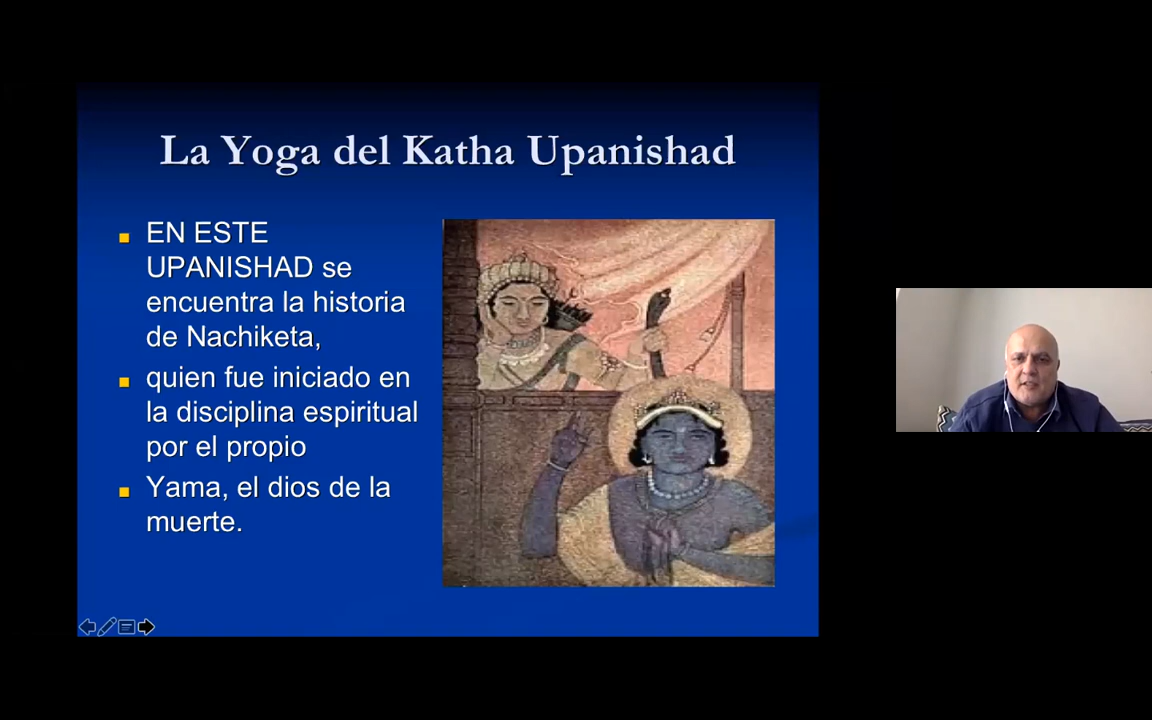 La Yoga del Katha Upanishad
EN ESTE
UPANISHAD se
encuentra la historia
de Nachiketa,
quien fue iniciado en
la disciplina espiritual
por el propio
Yama, el dios de la
muerte.